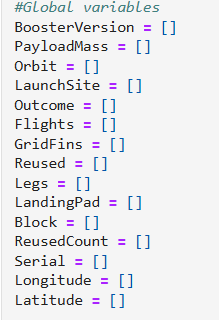 #Global variables
BoosterVersion = []
PayloadMass = []
Orbit = []
LaunchSite = []
Outcome = []
Flights = []
GridFins = []
Reused = []
Legs = []
LandingPad = []
Block = []
ReusedCount = []
Serial = []
Longitude = []
Latitude = []